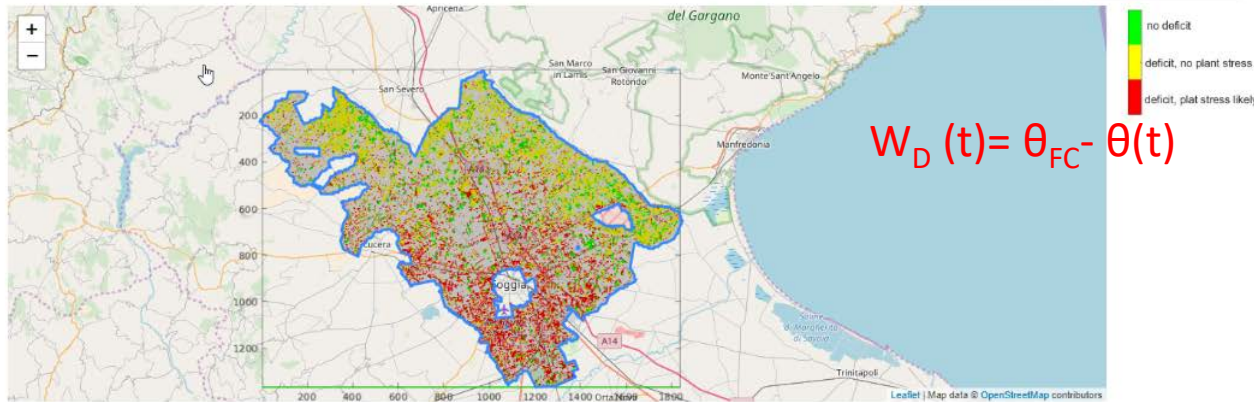 Apricena
del Gargano
+
−
San Marco
in Lamis
San Giovanni
Rotondo
Monte Sant'Angelo
San Severo
Manfredonia
Lucera
A14
Saline
di Margherita
di Savoia
Trinitapoli
200
400
600
800
1000
1200
200 400 600 800 1000 1200 1400 1600 1800
no deficit
deficit, no plant stress
deficit, plat stress likely
W_D (t)= θ_FC- θ(t)
Leaflet | Map data © OpenStreetMap contributors